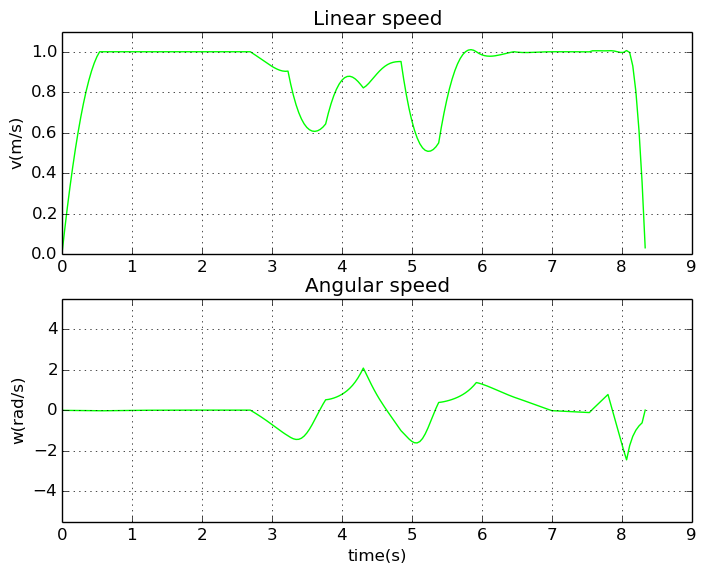 Linear speed
1.0
0.8
0.6
0.4
0.2
0.0
v(m/s)
0 1 2 3 4 5 6 7 8 9
Angular speed
4
2
0
−2
−4
w(rad/s)
0 1 2 3 4 5 6 7 8 9
time(s)